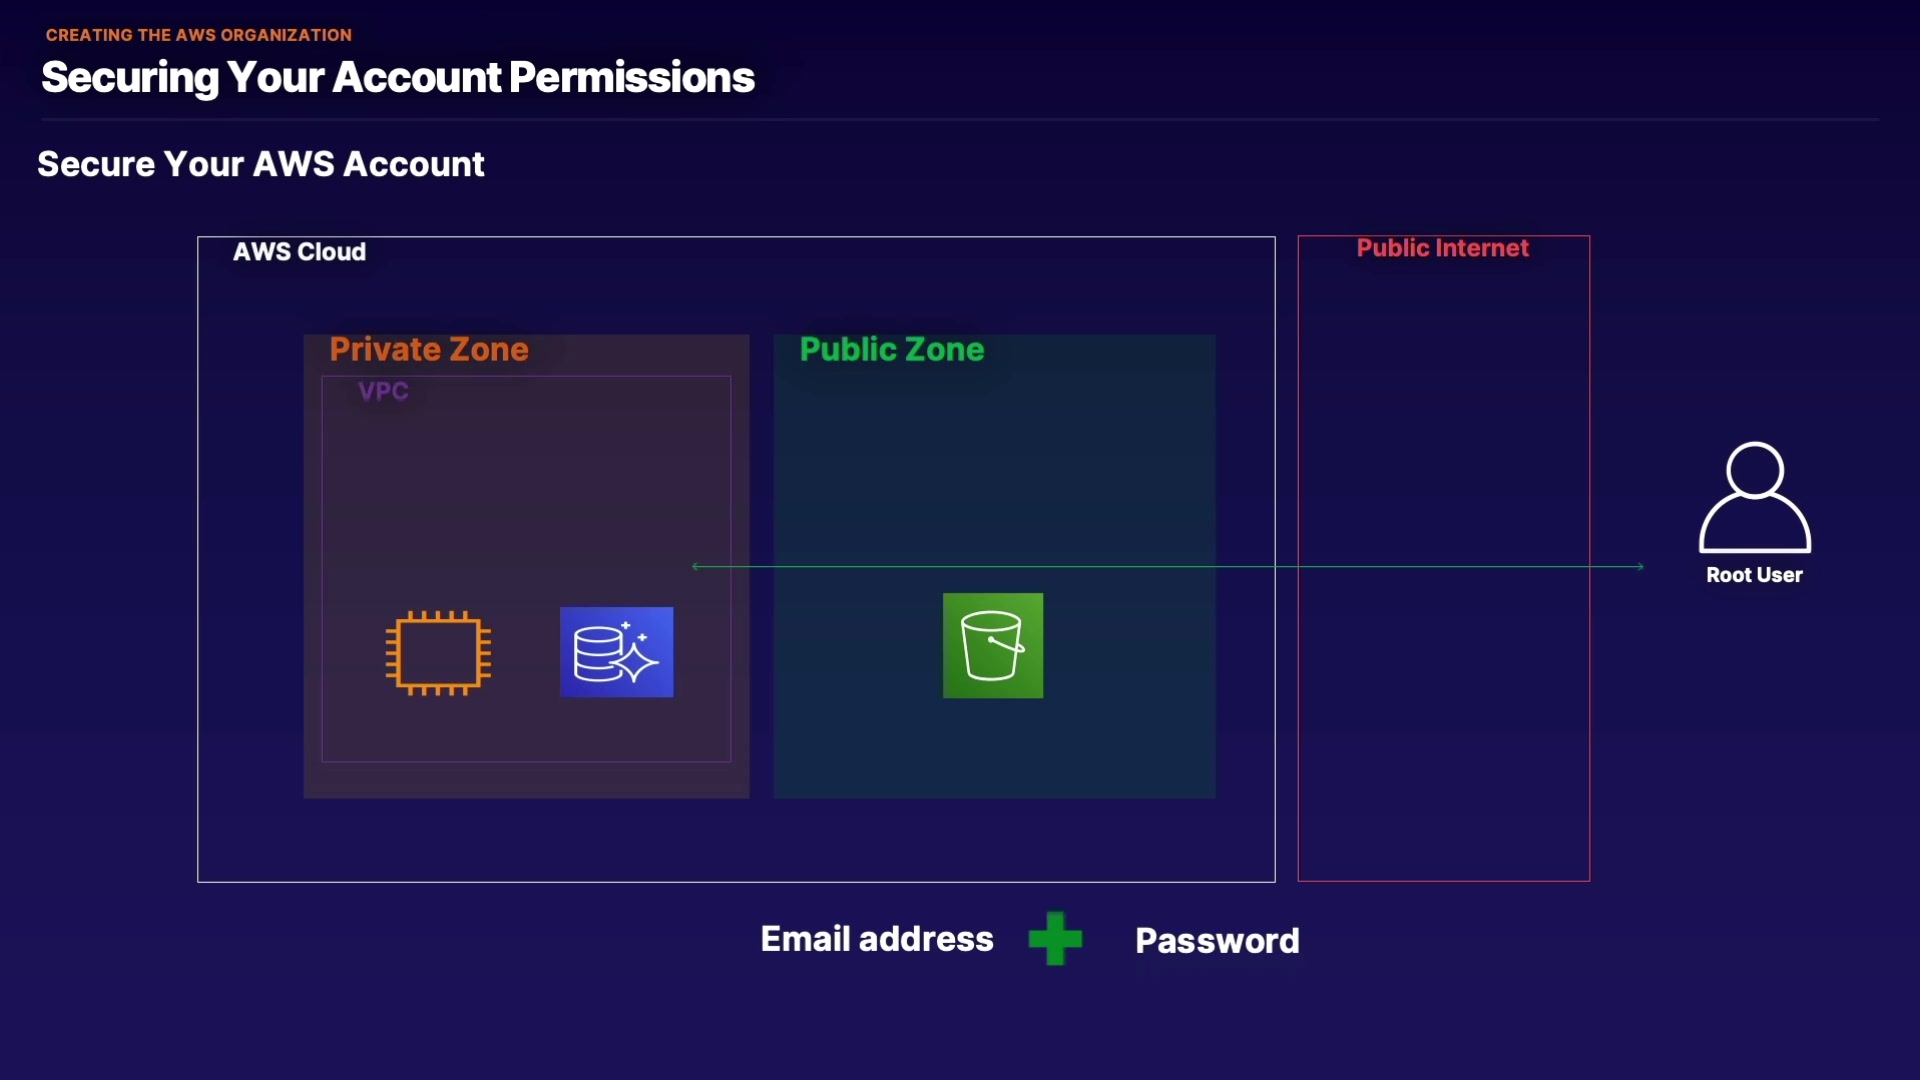 CREATING THE AWS ORGANIZATION
Securing Your Account Permissions
Secure Your AWS Account
AWS Cloud
Public Internet
Private Zone
Public Zone
VPC
Root User
Email address
Password